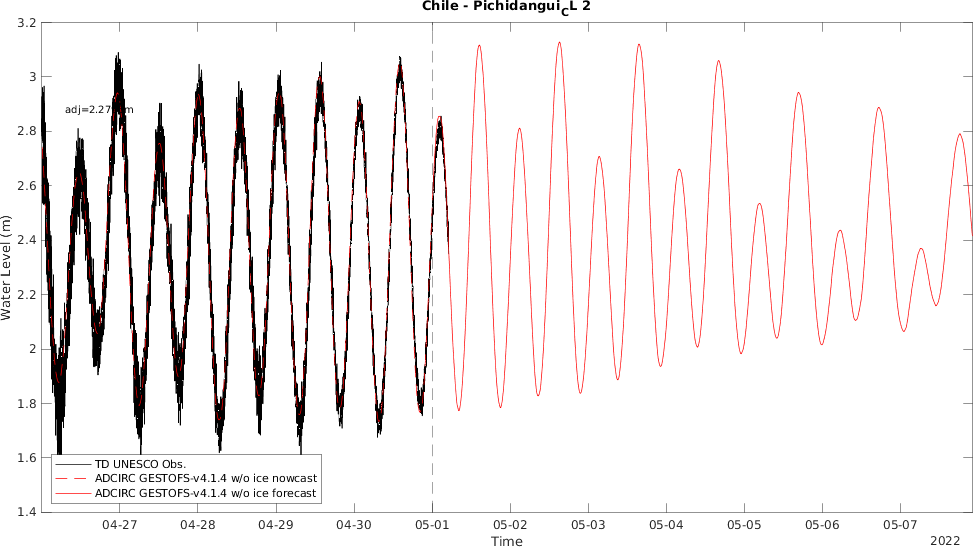 Chile - Pichidangui_CL 2
3.2
3
2.8
2.6
2.4
2.2
2
1.8
1.6
1.4
Water Level (m)
TD UNESCO Obs.
ADCIRC GESTOFS-v4.1.4 w/o ice nowcast
ADCIRC GESTOFS-v4.1.4 w/o ice forecast
04-27 04-28 04-29 04-30 05-01 05-02 05-03 05-04 05-05 05-06 05-07
Time
2022